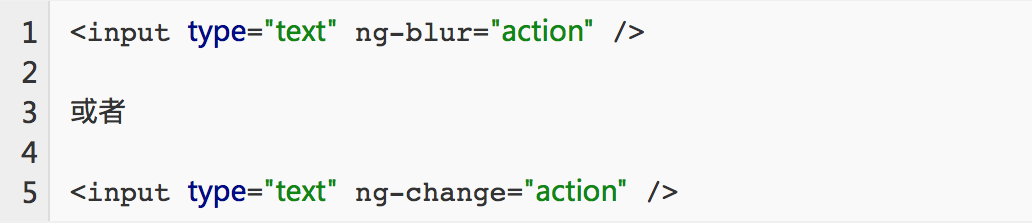 1 <input type="text" ng-blur="action" />
2
3 或者
4
5 <input type="text" ng-change="action" />